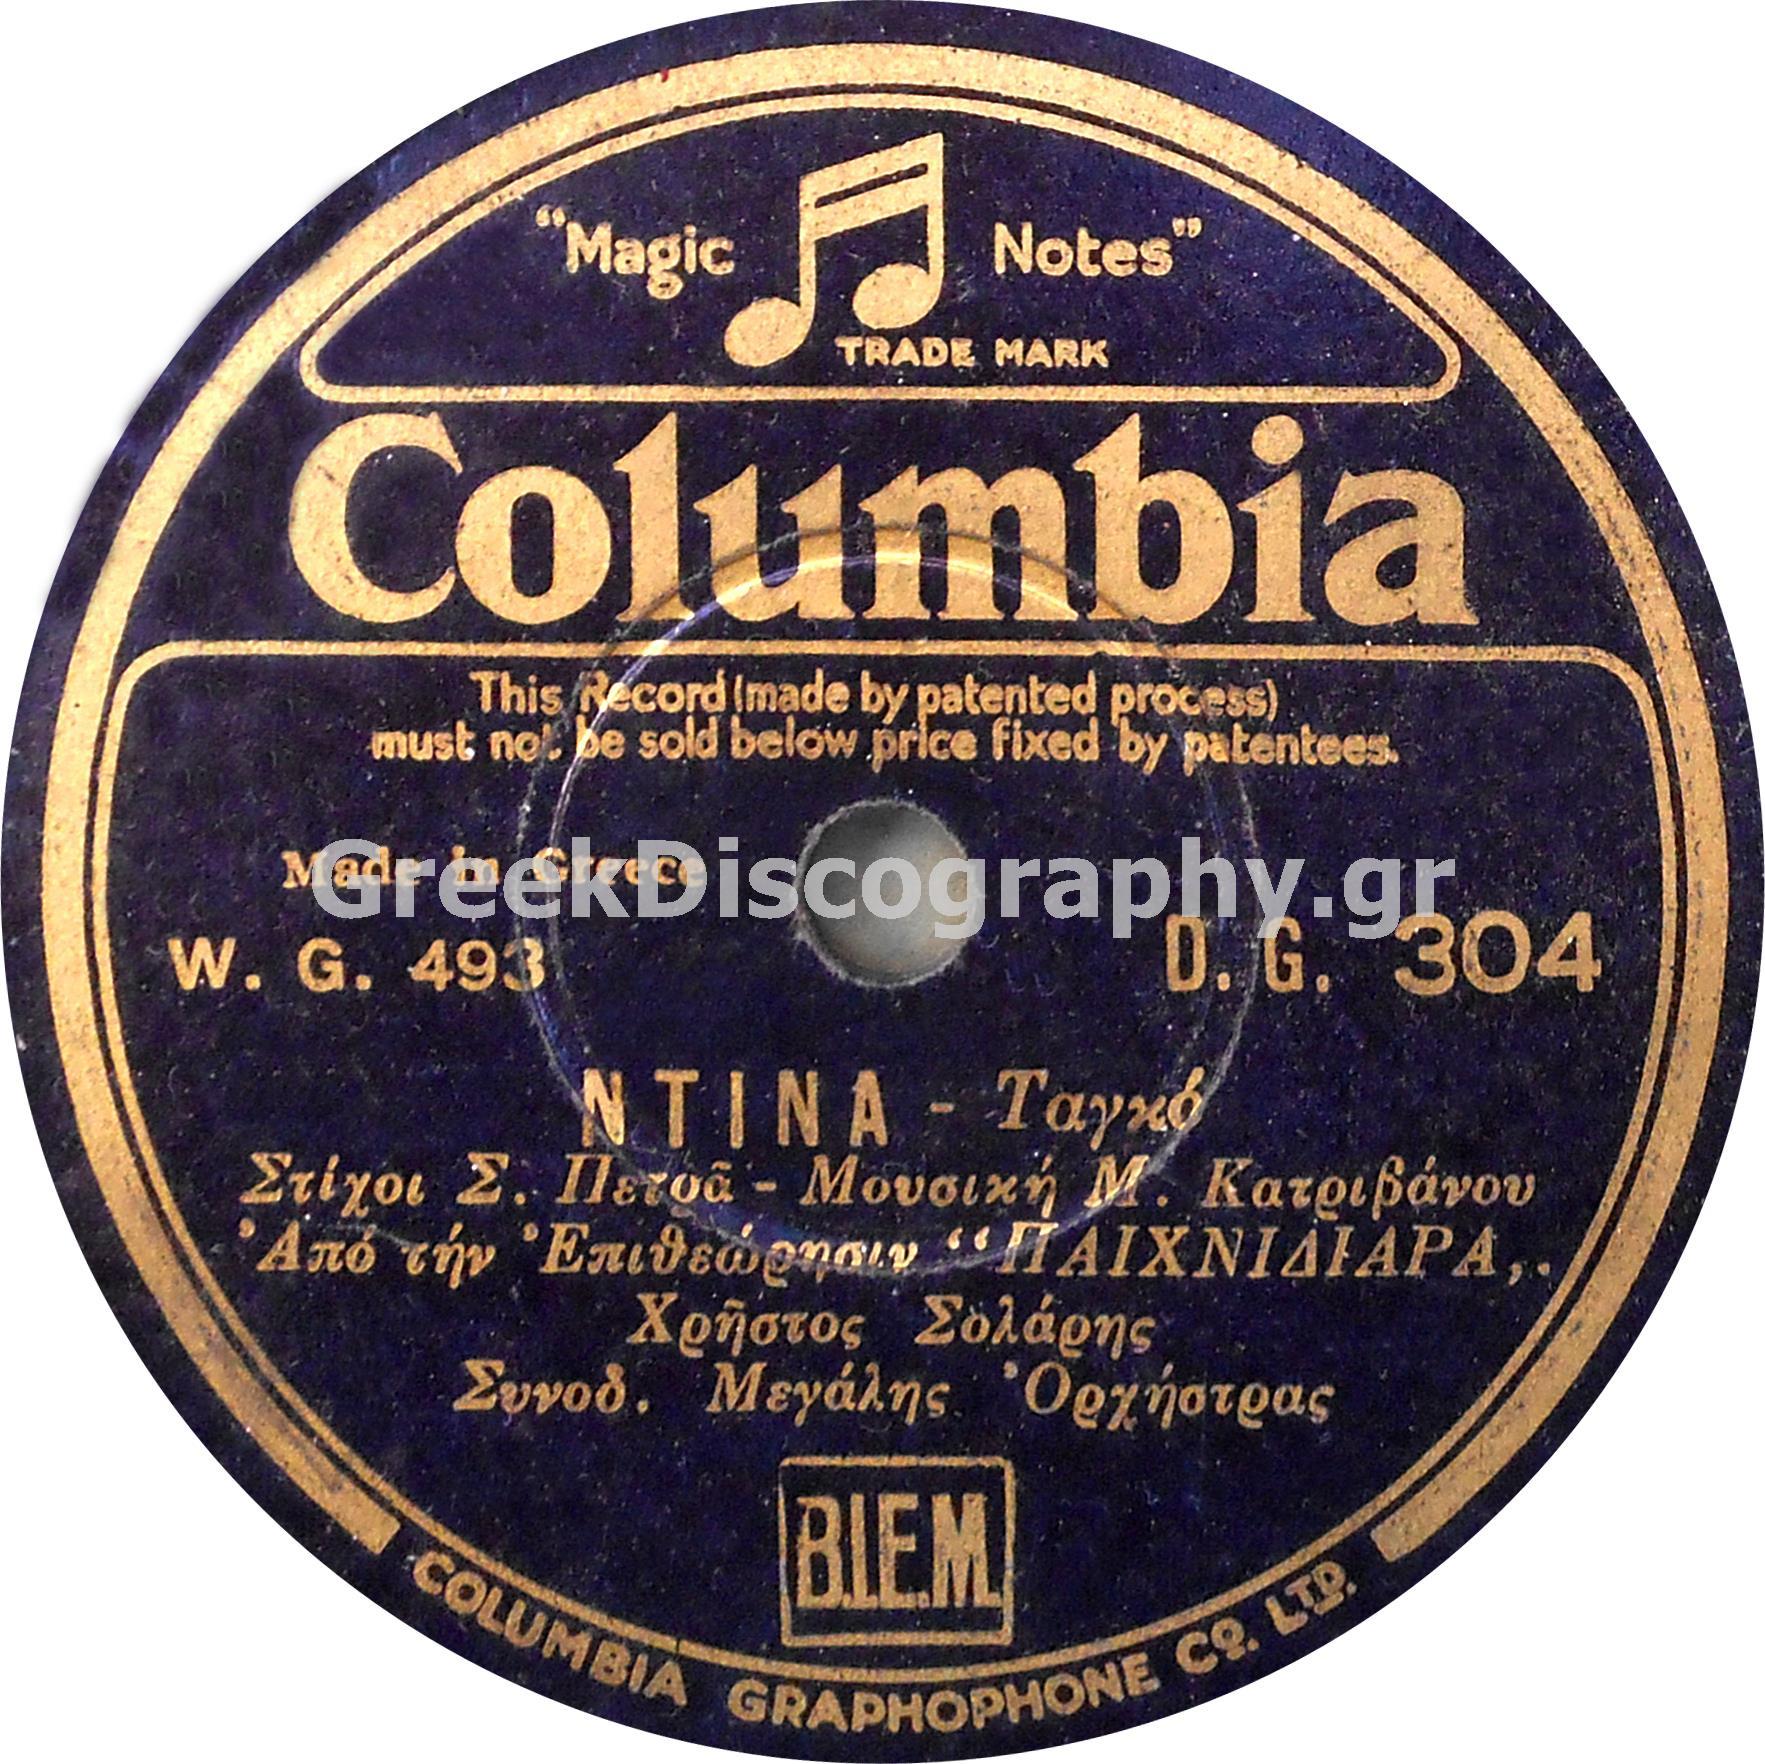 “Magic Notes”
TRADE MARK
Columbia
This Record (made by patented process)
must not be sold below price fixed by patentees.
Made in Greece
GreekDiscography.gr
W. G. 493 D. G. 304
ΝΤΙΝΑ - Ταγκό
Στίχοι Σ. Πετρᾶ - Μουσική Μ. Κατριβάνου
Ἀπό τήν Ἐπιθεώρησιν “ΠΑΙΧΝΙΔΙΑΡΑ,,
Χρῆστος Σολάρης
Συνοδ. Μεγάλης Ὀρχήστρας
B.I.E.M.
COLUMBIA GRAPHOPHONE CO. LTD.